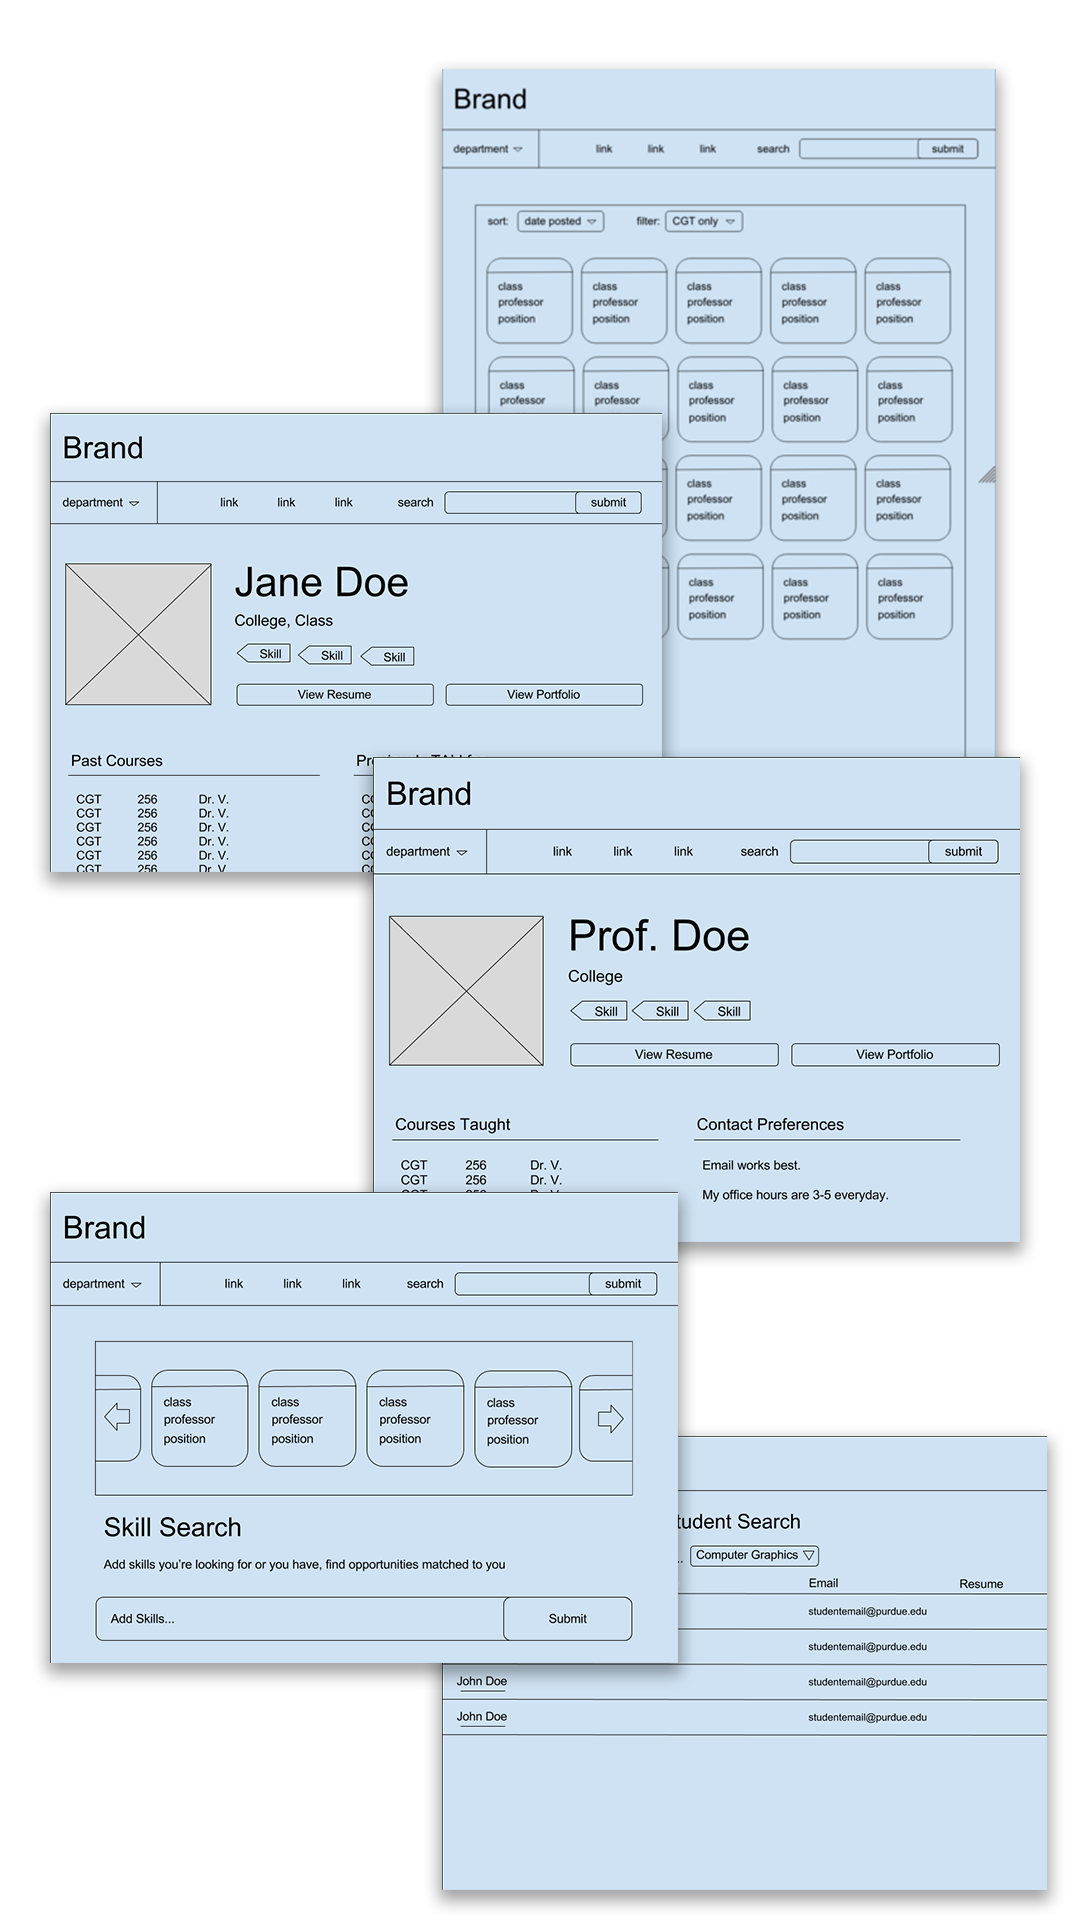 Brand
department link link link search submit
sort: date posted filter: CGT only
class class class class class
professor professor professor professor professor
position position position position position
class class class class class
professor professor professor professor professor
position position position
class class class
professor professor professor
position position position
class class class
professor professor professor
position position position
Brand
department link link link search submit
Jane Doe
College, Class
Skill Skill Skill
View Resume View Portfolio
Past Courses
CGT 256 Dr. V.
CGT 256 Dr. V.
CGT 256 Dr. V.
CGT 256 Dr. V.
CGT 256 Dr. V.
CGT 256 Dr. V
Brand
department link link link search submit
Prof. Doe
College
Skill Skill Skill
View Resume View Portfolio
Courses Taught
CGT 256 Dr. V.
CGT 256 Dr. V.
Contact Preferences
Email works best.
My office hours are 3-5 everyday.
Brand
department link link link search submit
class class class class
professor professor professor professor
position position position position
Skill Search
Add skills you're looking for or you have, find opportunities matched to you
Add Skills... Submit
tudent Search
.. Computer Graphics
Email Resume
studentemail@purdue.edu
studentemail@purdue.edu
John Doe studentemail@purdue.edu
John Doe studentemail@purdue.edu